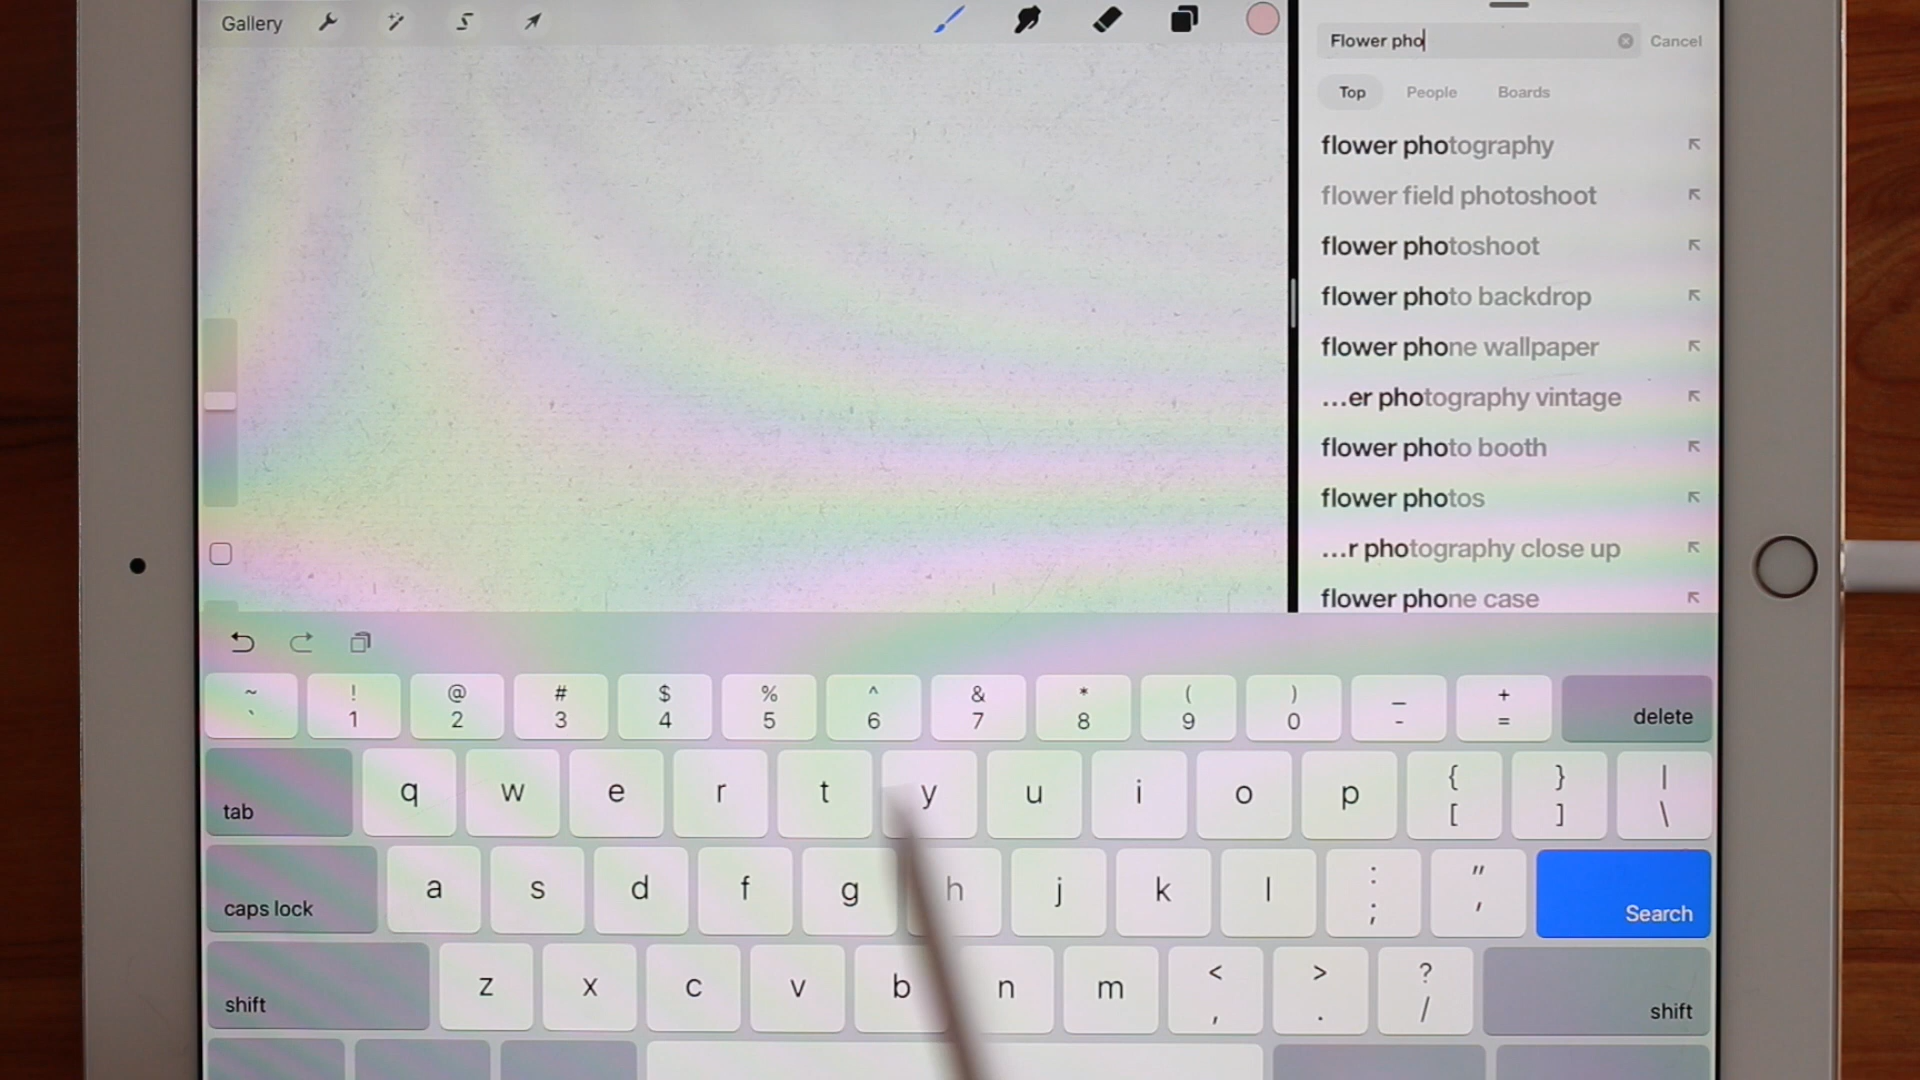 Gallery
Flower pho
Cancel
Top People Boards
flower photography
flower field photoshoot
flower photoshoot
flower photo backdrop
flower phone wallpaper
...er photography vintage
flower photo booth
flower photos
...r photography close up
flower phone case
~ ! @ # $ % ^ & * ( ) _ +
` 1 2 3 4 5 6 7 8 9 0 - = delete
tab q w e r t y u i o p { [ } ] | \
caps lock a s d f g h j k l : ; " ' Search
shift z x c v b n m < , > . ? / shift